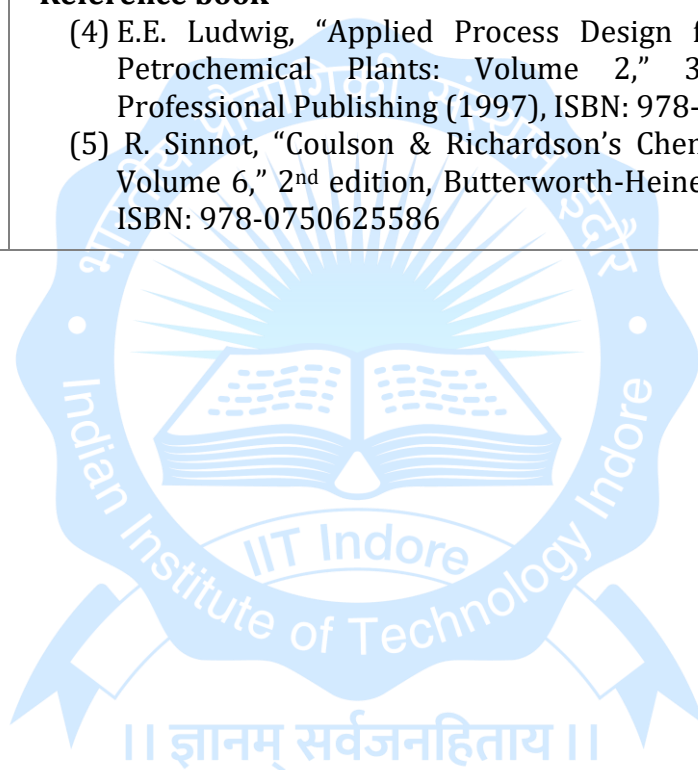 Reference book
(4) E.E. Ludwig, “Applied Process Design f
Petrochemical Plants: Volume 2,” 3
Professional Publishing (1997), ISBN: 978-
(5) R. Sinnot, “Coulson & Richardson’s Chem
Volume 6,” 2nd edition, Butterworth-Heine
ISBN: 978-0750625586
भारतीय प्रौद्योगिकी संस्थान इंदौर
Indian Institute of Technology Indore
IIT Indore
।। ज्ञानम् सर्वजनहिताय ।।